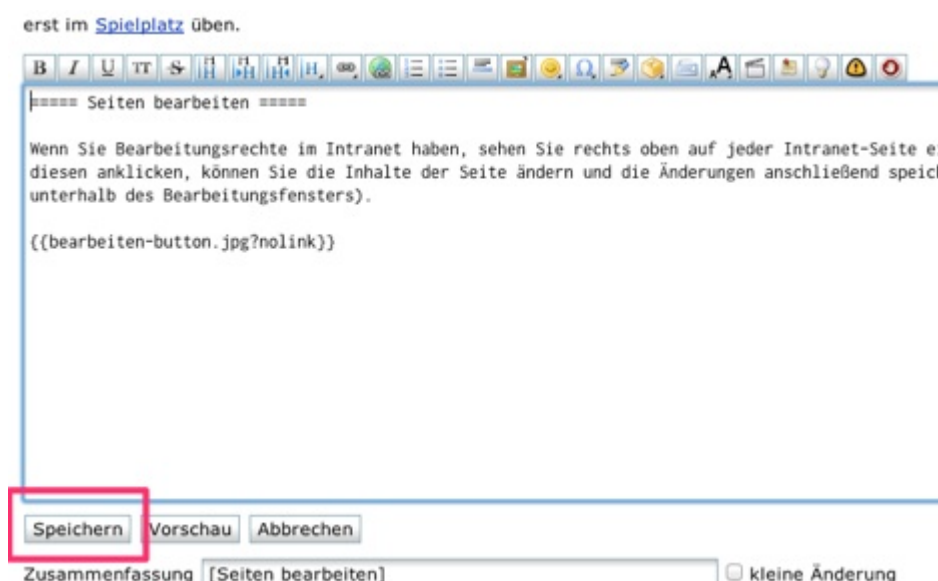 erst im Spielplatz üben.
B I U TT S
===== Seiten bearbeiten =====
Wenn Sie Bearbeitungsrechte im Intranet haben, sehen Sie rechts oben auf jeder Intranet-Seite
diesen anklicken, können Sie die Inhalte der Seite ändern und die Änderungen anschließend
unterhalb des Bearbeitungsfensters).
{{bearbeiten-button.jpg?nolink}}
Speichern Vorschau Abbrechen
Zusammenfassung [Seiten bearbeiten] kleine Änderung